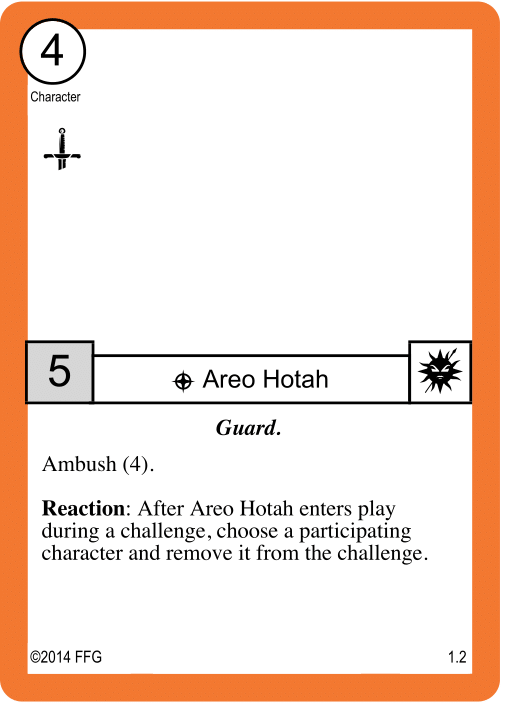 4
Character
5
Areo Hotah
Guard.
Ambush (4).
Reaction: After Areo Hotah enters play
during a challenge, choose a participating
character and remove it from the challenge.
©2014 FFG
1.2